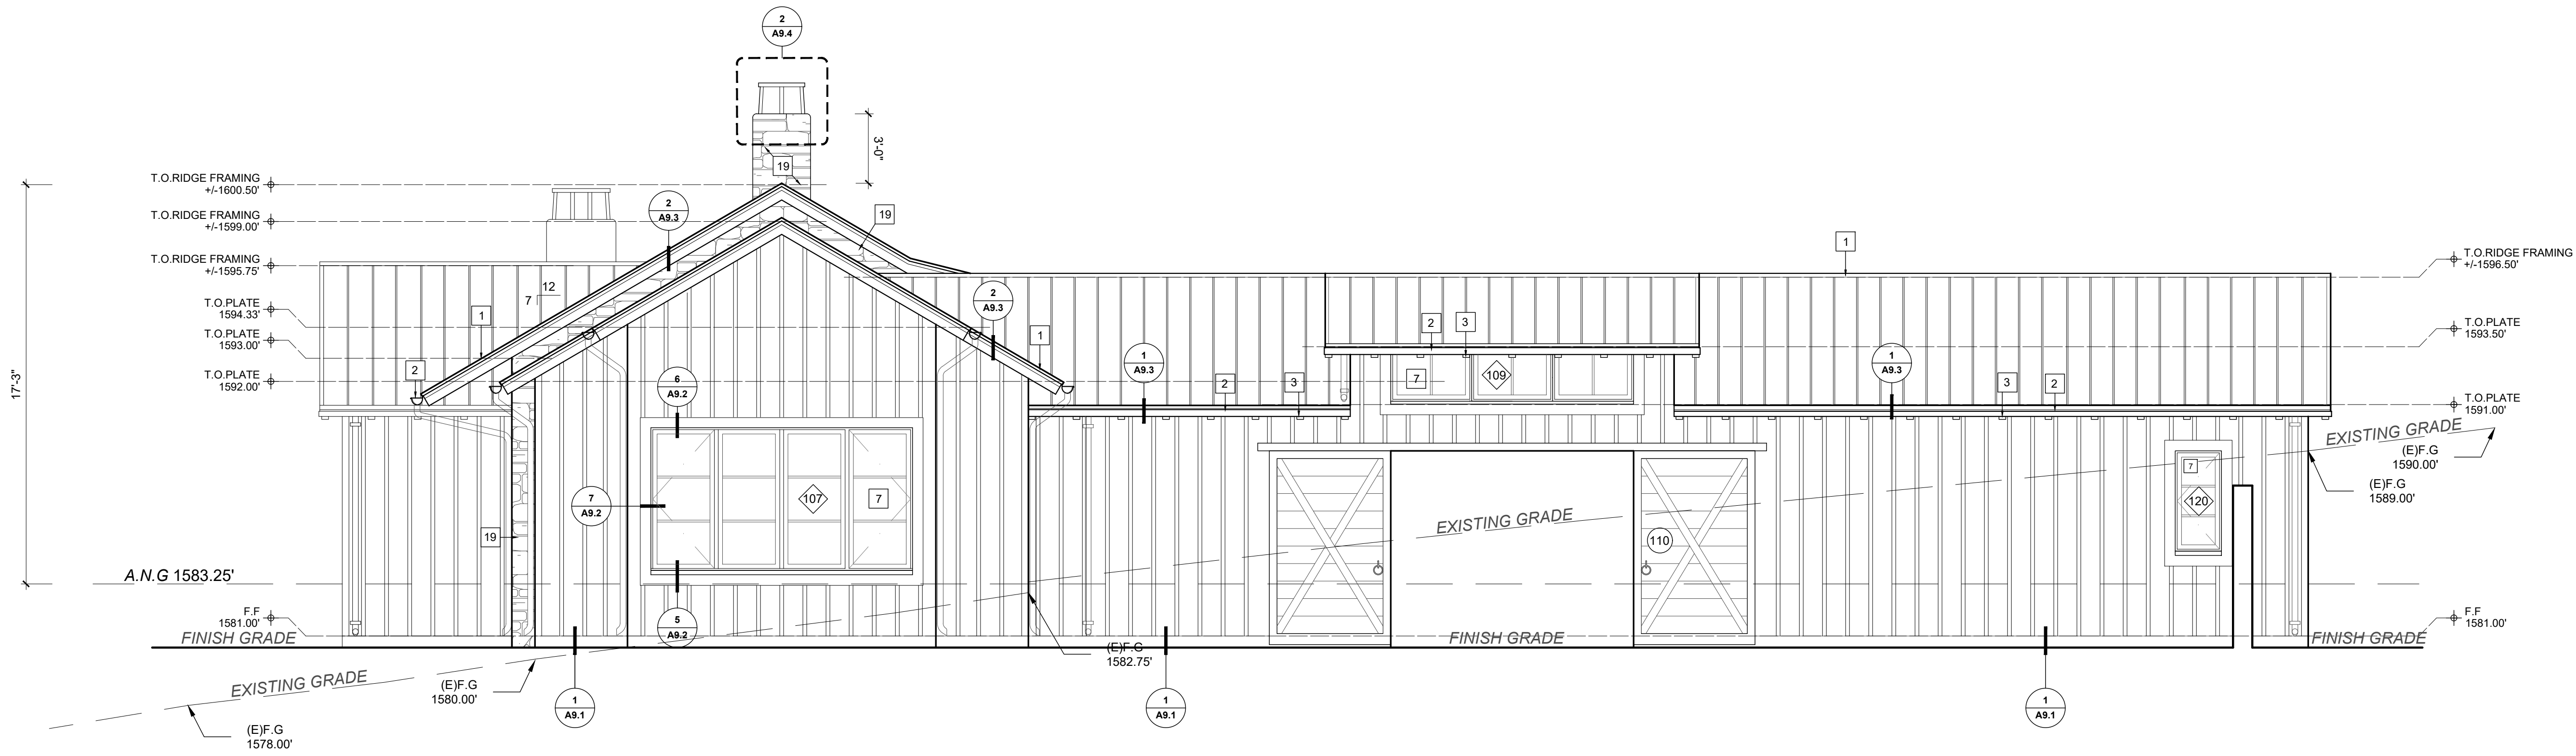 2
A9.4
3'-0"
19
T.O.RIDGE FRAMING
+/-1600.50'
2
A9.3
T.O.RIDGE FRAMING
+/-1599.00'
19
T.O.RIDGE FRAMING
+/-1595.75'
1
T.O.RIDGE FRAMING
+/-1596.50'
12
7
T.O.PLATE
1594.33'
1
2
A9.3
1
T.O.PLATE
1593.00'
2
3
T.O.PLATE
1593.50'
T.O.PLATE
1592.00'
2
17'-3"
6
A9.2
1
A9.3
2
3
7
109
1
A9.3
3
2
T.O.PLATE
1591.00'
EXISTING GRADE
(E)F.G
1590.00'
(E)F.G
1589.00'
7
120
7
A9.2
107
7
19
EXISTING GRADE
110
A.N.G 1583.25'
F.F
1581.00'
FINISH GRADE
5
A9.2
FINISH GRADE
F.F
1581.00'
FINISH GRADE
(E)F.G
1582.75'
EXISTING GRADE
(E)F.G
1580.00'
(E)F.G
1578.00'
1
A9.1
1
A9.1
1
A9.1